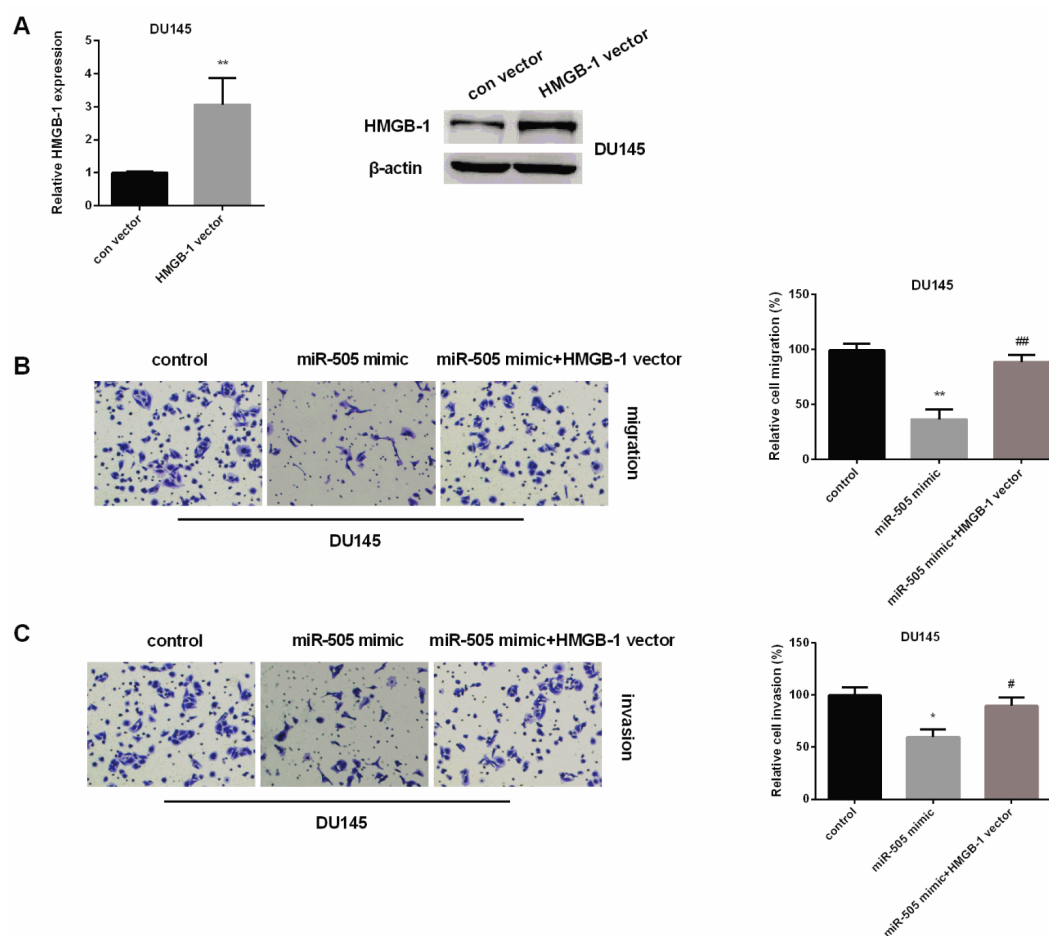 A
DU145
Relative HMGB-1 expression
5
4
3
2
1
0
**
con vector
HMGB-1 vector
con vector
HMGB-1 vector
HMGB-1
β-actin
DU145
B
control
miR-505 mimic
miR-505 mimic+HMGB-1 vector
migration
DU145
DU145
Relative cell migration (%)
150
100
50
0
**
##
control
miR-505 mimic
miR-505 mimic+HMGB-1 vector
C
control
miR-505 mimic
miR-505 mimic+HMGB-1 vector
invasion
DU145
DU145
Relative cell invasion (%)
150
100
50
0
*
#
control
miR-505 mimic
miR-505 mimic+HMGB-1 vector